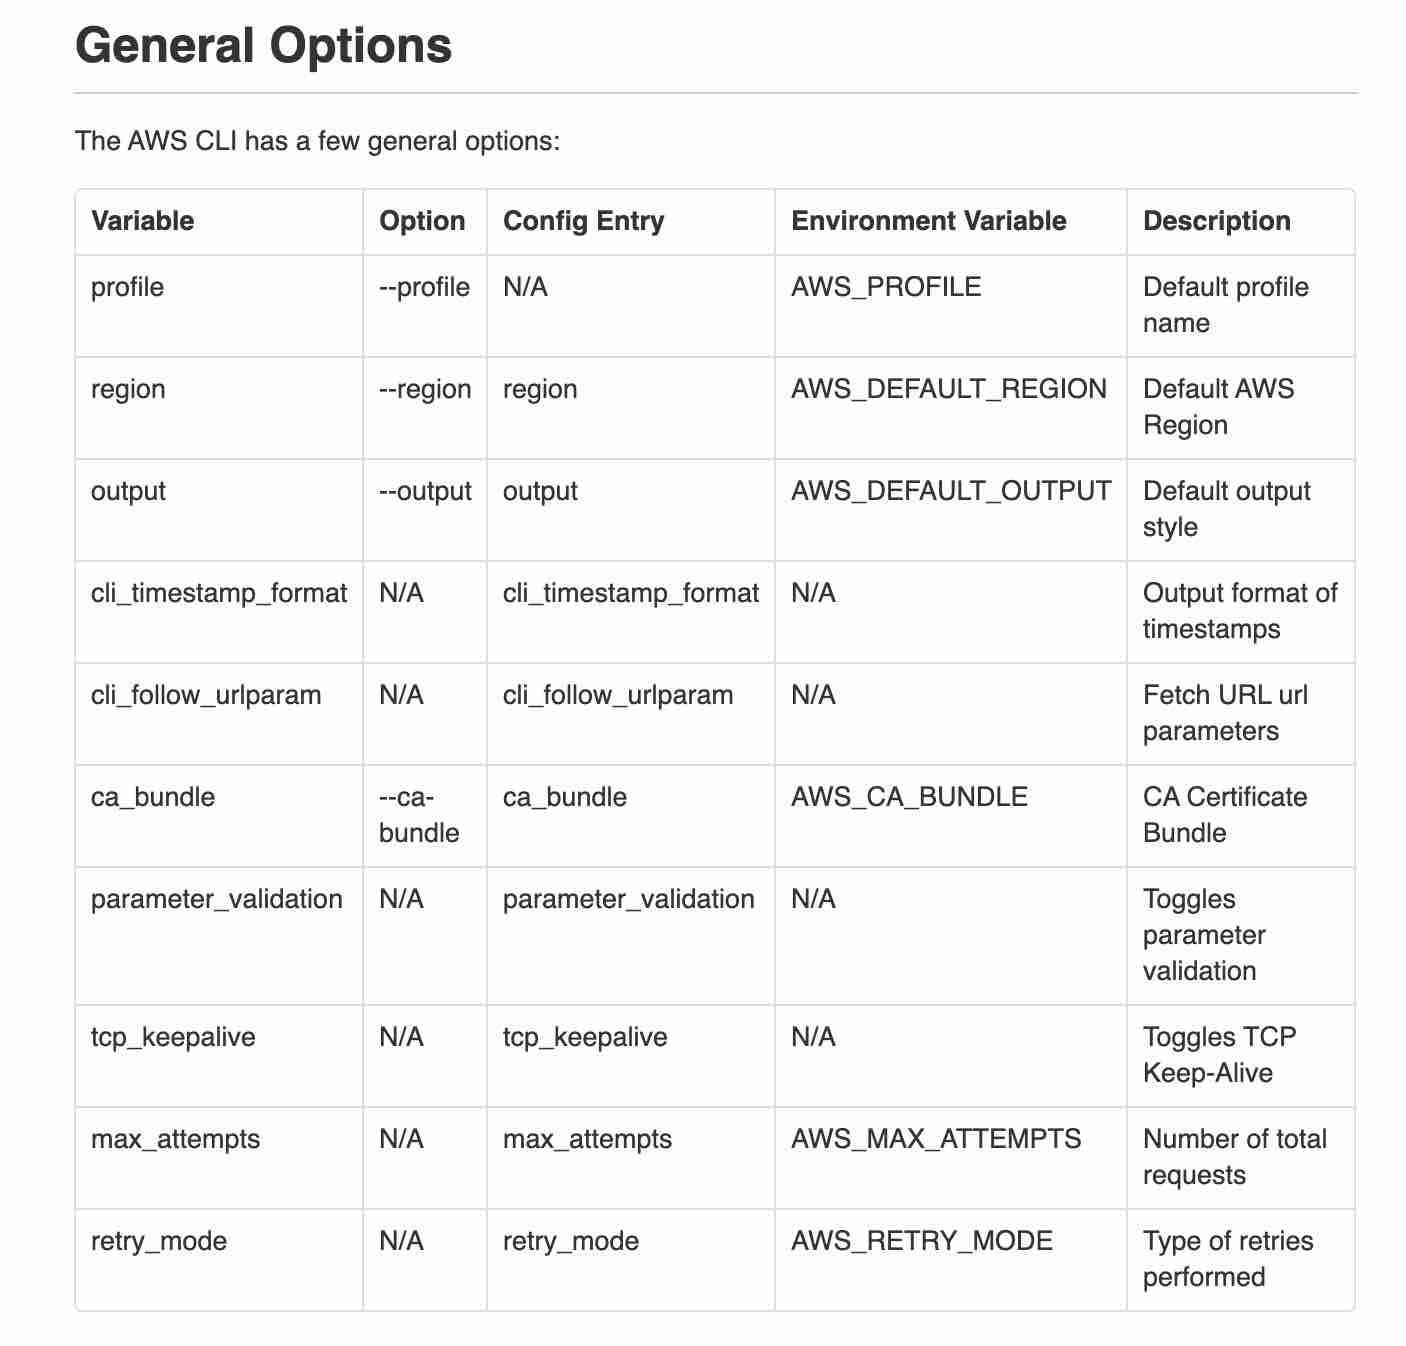 General Options
The AWS CLI has a few general options:
Variable Option Config Entry Environment Variable Description
profile --profile N/A AWS_PROFILE Default profile
name
region --region region AWS_DEFAULT_REGION Default AWS
Region
output --output output AWS_DEFAULT_OUTPUT Default output
style
cli_timestamp_format N/A cli_timestamp_format N/A Output format of
timestamps
cli_follow_urlparam N/A cli_follow_urlparam N/A Fetch URL url
parameters
ca_bundle --ca- ca_bundle AWS_CA_BUNDLE CA Certificate
bundle Bundle
parameter_validation N/A parameter_validation N/A Toggles
parameter
validation
tcp_keepalive N/A tcp_keepalive N/A Toggles TCP
Keep-Alive
max_attempts N/A max_attempts AWS_MAX_ATTEMPTS Number of total
requests
retry_mode N/A retry_mode AWS_RETRY_MODE Type of retries
performed